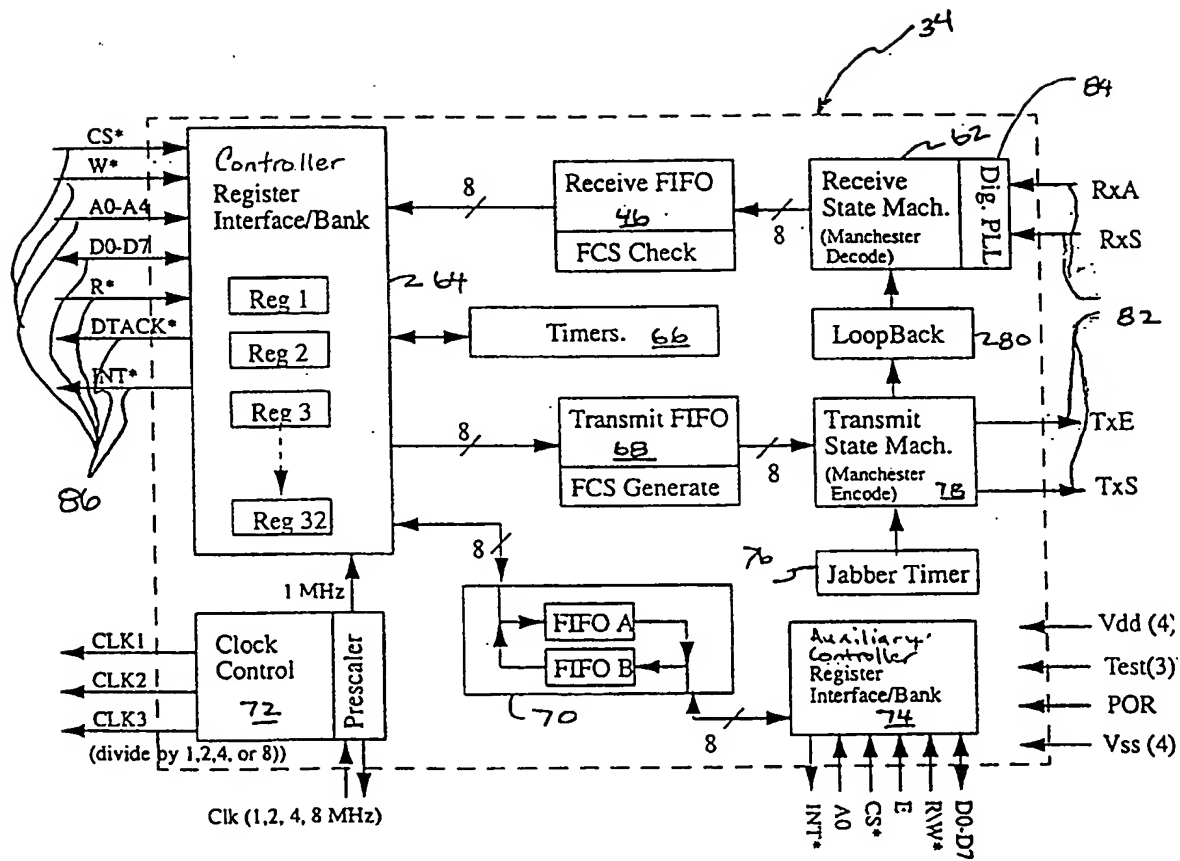 34
84
62
CS*
W*
A0-A4
D0-D7
R*
DTACK*
INT*
86
Controller
Register
Interface/Bank
Reg 1
Reg 2
Reg 3
Reg 32
64
8
Receive FIFO
46
FCS Check
8
Receive
State Mach.
(Manchester
Decode)
Dig. PLL
RxA
RxS
82
Timers. 66
LoopBack
80
8
Transmit FIFO
68
FCS Generate
8
Transmit
State Mach.
(Manchester
Encode) 78
TxE
TxS
8
76
Jabber Timer
1 MHz
CLK1
CLK2
CLK3
(divide by 1,2,4, or 8))
Clock
Control
72
Prescaler
Clk (1,2, 4, 8 MHz)
FIFO A
FIFO B
70
8
Auxiliary
Controller
Register
Interface/Bank
74
INT*
A0
CS*
E
R\W*
D0-D7
Vdd (4)
Test(3)
POR
Vss (4)